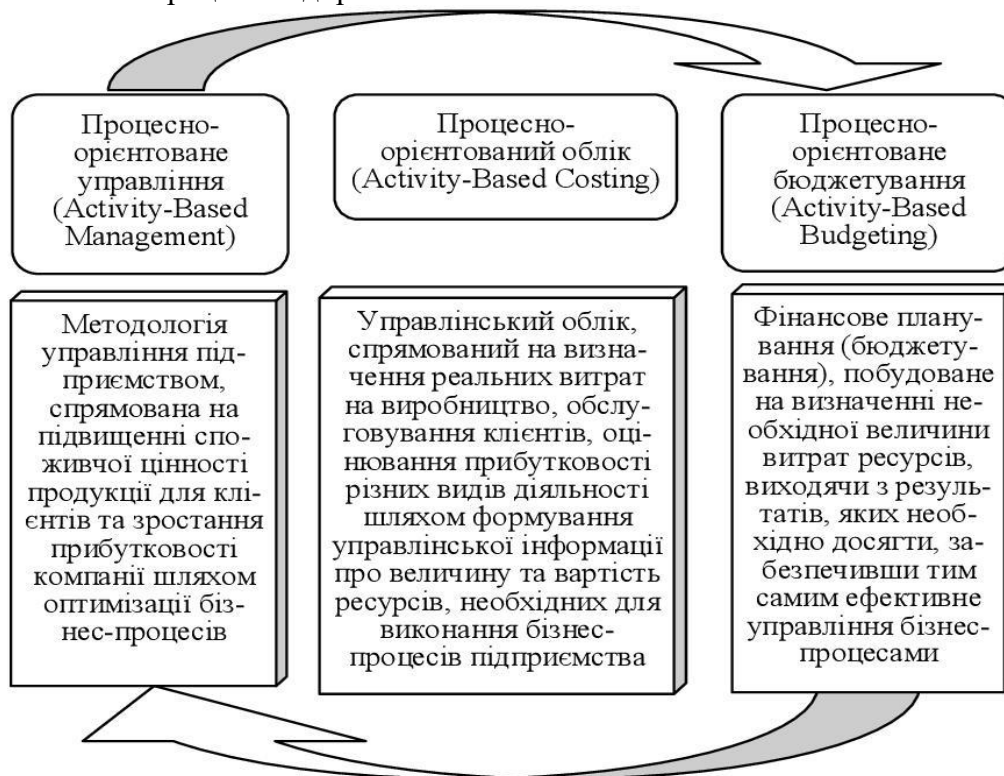 Процесно-
орієнтоване
управління
(Activity-Based
Management)
Процесно-
орієнтований облік
(Activity-Based Costing)
Процесно-
орієнтоване
бюджетування
(Activity-Based
Budgeting)
Методологія
управління під-
приємством,
спрямована на
підвищенні спо-
живчої цінності
продукції для клі-
єнтів та зростання
прибутковості
компанії шляхом
оптимізації біз-
нес-процесів
Управлінський облік,
спрямований на визна-
чення реальних витрат
на виробництво, обслу-
говування клієнтів, оці-
нювання прибутковості
різних видів діяльності
шляхом формування
управлінської інформації
про величину та вартість
ресурсів, необхідних для
виконання бізнес-
процесів підприємства
Фінансове плану-
вання (бюджету-
вання), побудоване
на визначенні не-
обхідної величини
витрат ресурсів,
виходячи з резуль-
татів, яких необ-
хідно досягти, за-
безпечивши тим
самим ефективне
управління бізнес-
процесами